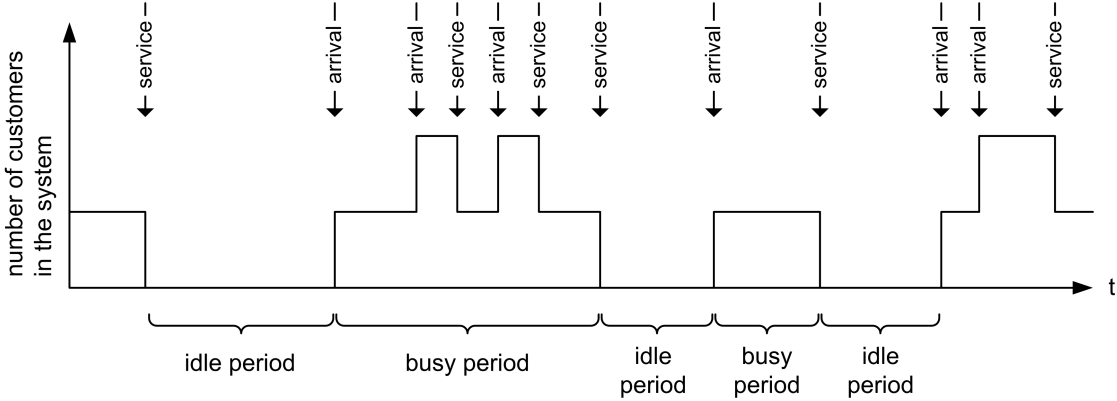 service
arrival
arrival
service
arrival
service
service
arrival
service
arrival
arrival
service
number of customers
in the system
t
idle period
busy period
idle
period
busy
period
idle
period